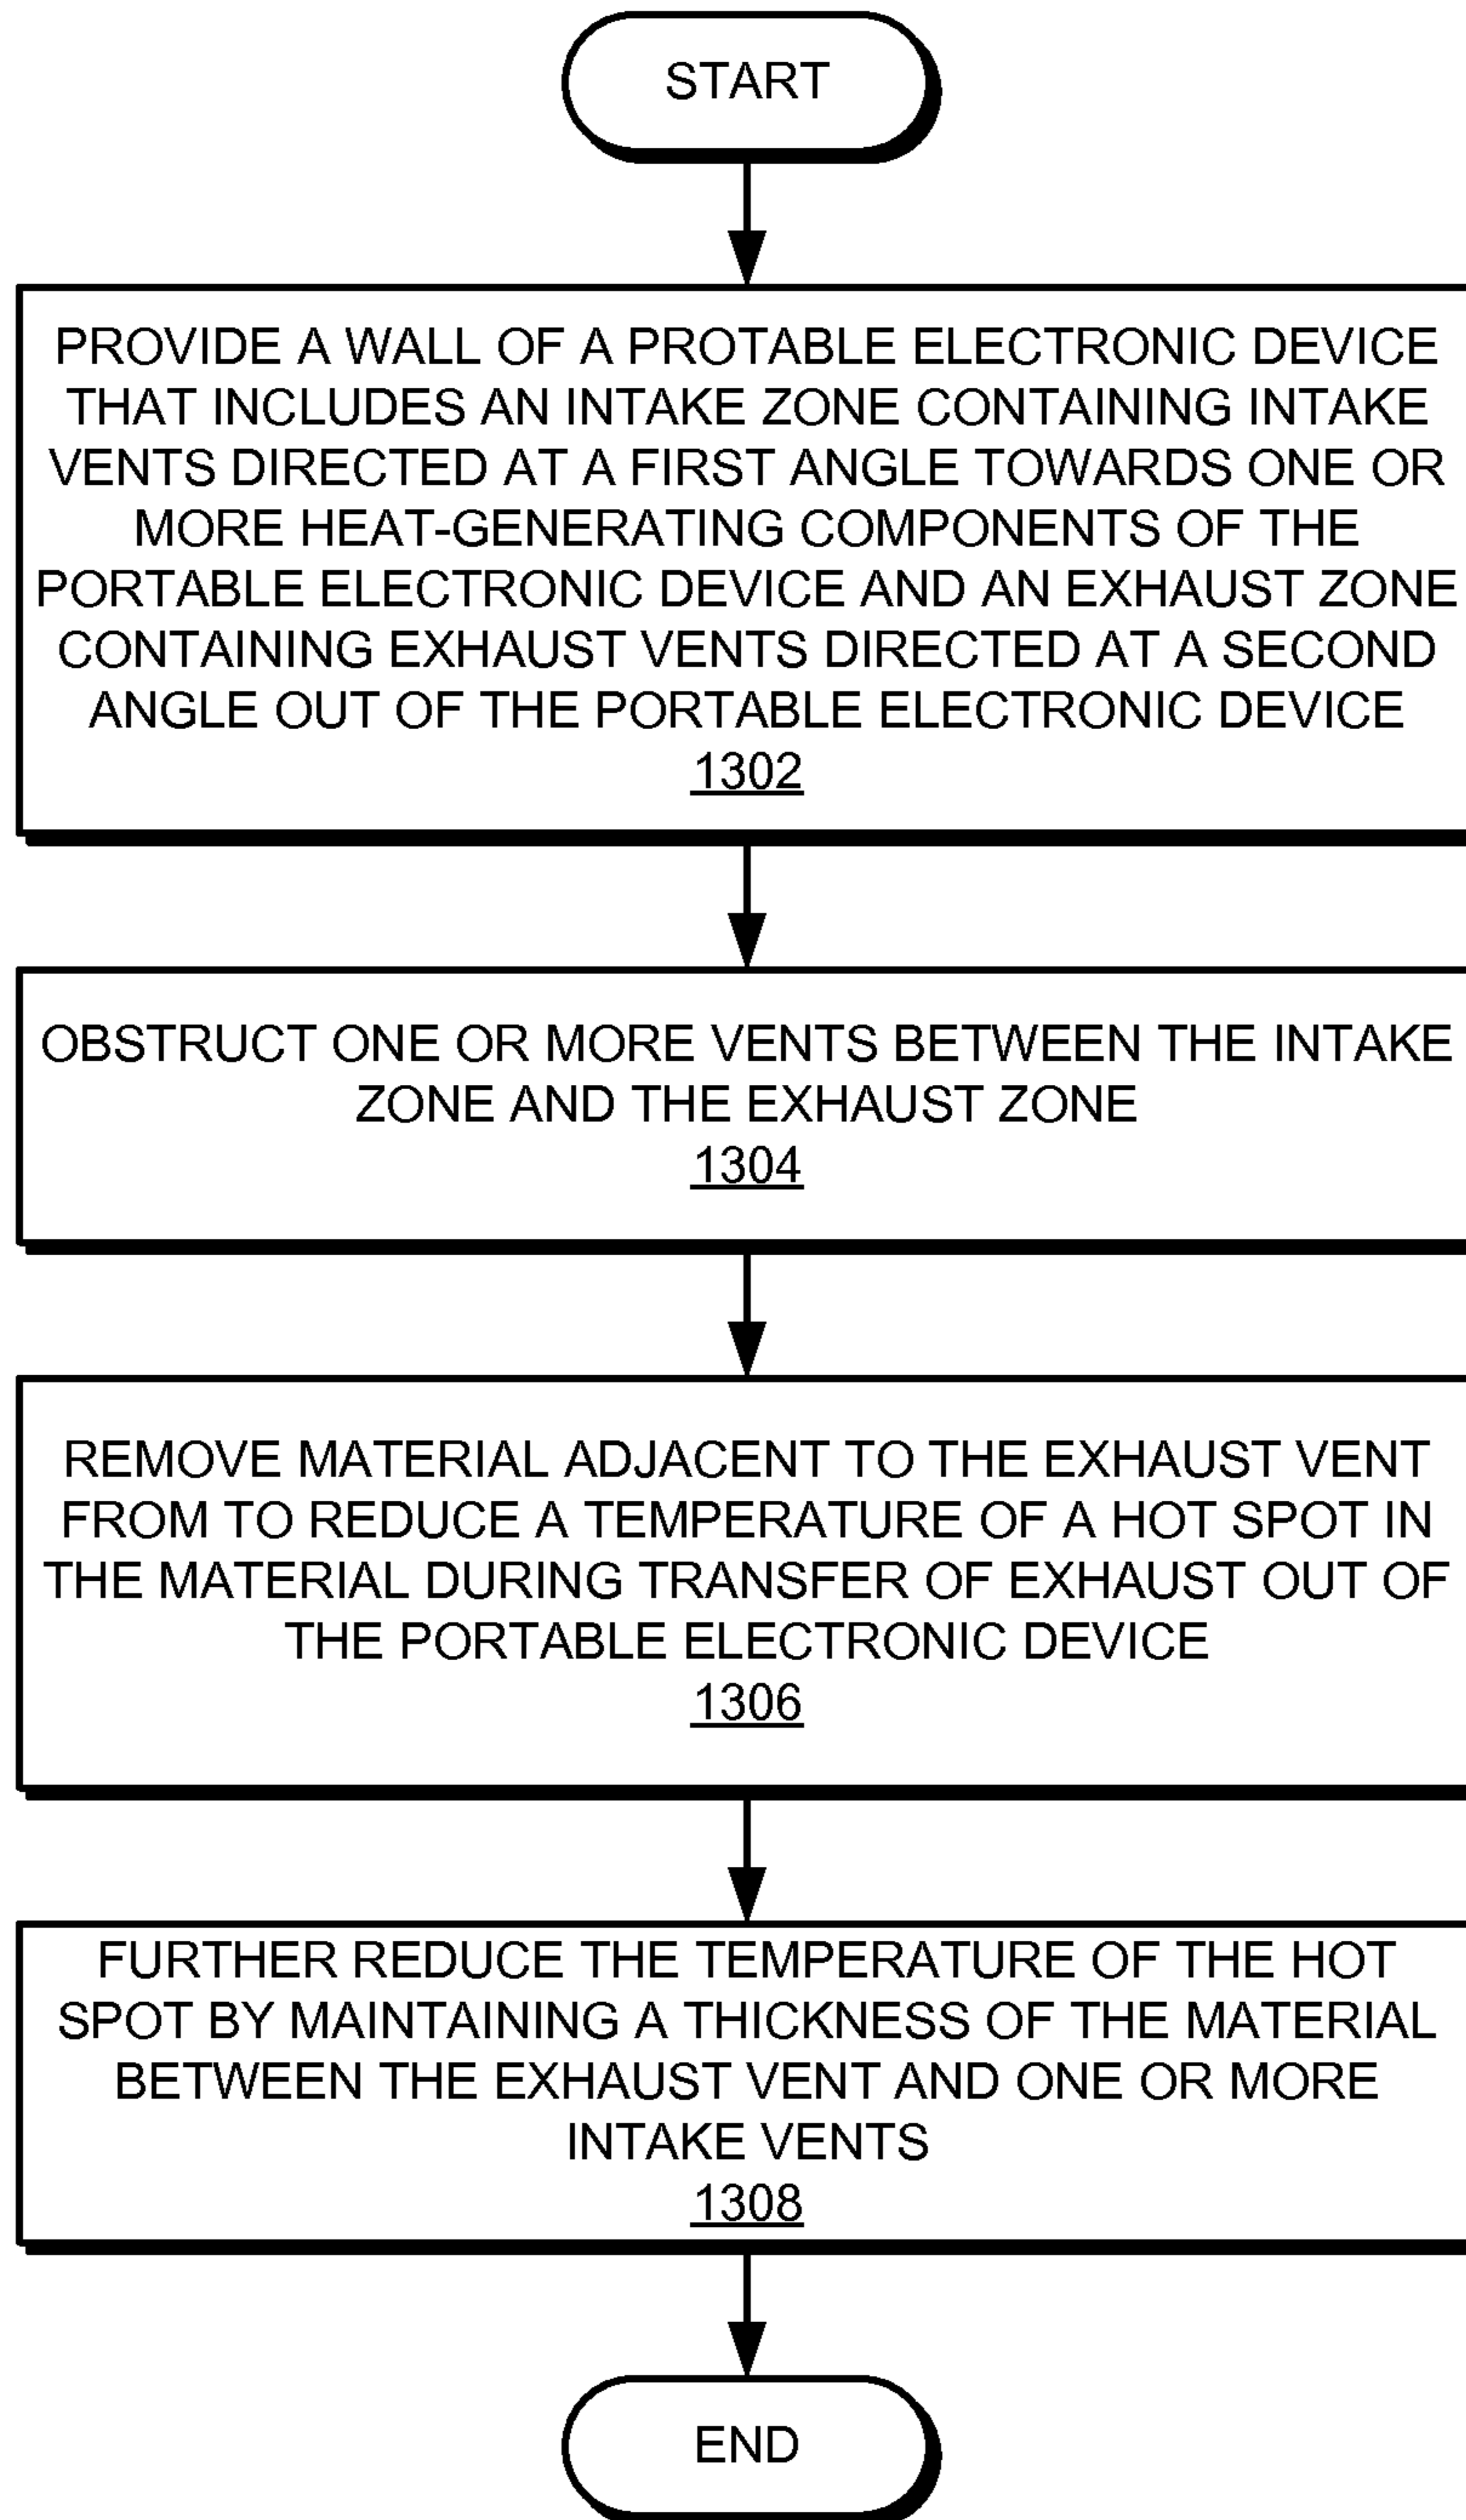 START
PROVIDE A WALL OF A PROTABLE ELECTRONIC DEVICE
THAT INCLUDES AN INTAKE ZONE CONTAINING INTAKE
VENTS DIRECTED AT A FIRST ANGLE TOWARDS ONE OR
MORE HEAT-GENERATING COMPONENTS OF THE
PORTABLE ELECTRONIC DEVICE AND AN EXHAUST ZONE
CONTAINING EXHAUST VENTS DIRECTED AT A SECOND
ANGLE OUT OF THE PORTABLE ELECTRONIC DEVICE
1302
OBSTRUCT ONE OR MORE VENTS BETWEEN THE INTAKE
ZONE AND THE EXHAUST ZONE
1304
REMOVE MATERIAL ADJACENT TO THE EXHAUST VENT
FROM TO REDUCE A TEMPERATURE OF A HOT SPOT IN
THE MATERIAL DURING TRANSFER OF EXHAUST OUT OF
THE PORTABLE ELECTRONIC DEVICE
1306
FURTHER REDUCE THE TEMPERATURE OF THE HOT
SPOT BY MAINTAINING A THICKNESS OF THE MATERIAL
BETWEEN THE EXHAUST VENT AND ONE OR MORE
INTAKE VENTS
1308
END